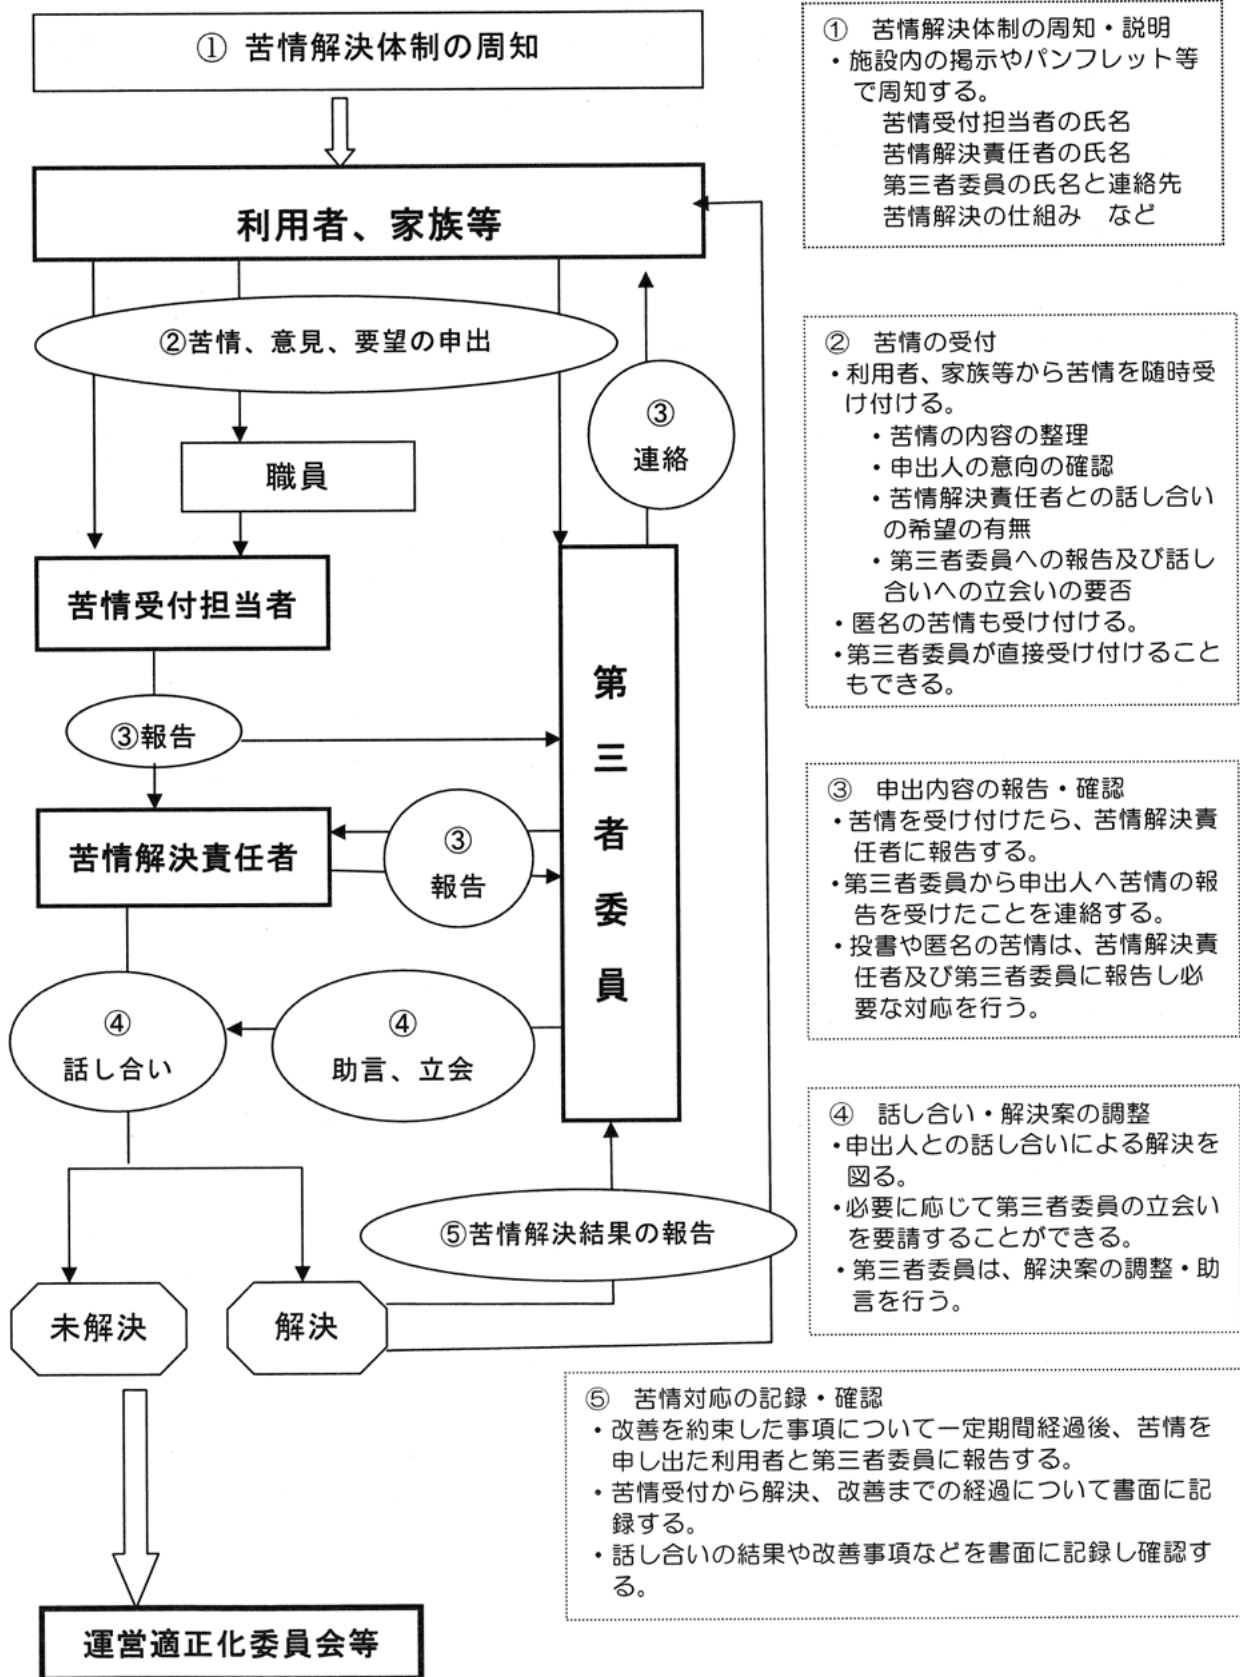 ① 苦情解決体制の周知
利用者、家族等
②苦情、意見、要望の申出
③
連絡
職員
苦情受付担当者
第三者委員
③報告
苦情解決責任者
③
報告
④
話し合い
④
助言、立会
⑤苦情解決結果の報告
未解決
解決
運営適正化委員会等
① 苦情解決体制の周知・説明
・施設内の掲示やパンフレット等
で周知する。
苦情受付担当者の氏名
苦情解決責任者の氏名
第三者委員の氏名と連絡先
苦情解決の仕組み など
② 苦情の受付
・利用者、家族等から苦情を随時受
け付ける。
・苦情の内容の整理
・申出人の意向の確認
・苦情解決責任者との話し合い
の希望の有無
・第三者委員への報告及び話し
合いへの立会いの要否
・匿名の苦情も受け付ける。
・第三者委員が直接受け付けること
もできる。
③ 申出内容の報告・確認
・苦情を受け付けたら、苦情解決責
任者に報告する。
・第三者委員から申出人へ苦情の報
告を受けたことを連絡する。
・投書や匿名の苦情は、苦情解決責
任者及び第三者委員に報告し必
要な対応を行う。
④ 話し合い・解決案の調整
・申出人との話し合いによる解決を
図る。
・必要に応じて第三者委員の立会い
を要請することができる。
・第三者委員は、解決案の調整・助
言を行う。
⑤ 苦情対応の記録・確認
・改善を約束した事項について一定期間経過後、苦情を
申し出た利用者と第三者委員に報告する。
・苦情受付から解決、改善までの経過について書面に記
録する。
・話し合いの結果や改善事項などを書面に記録し確認す
る。